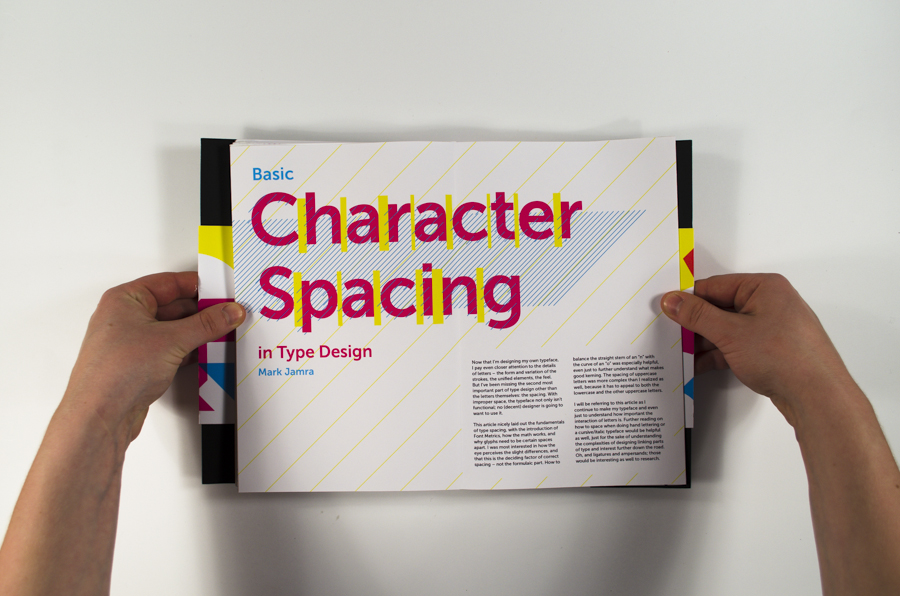 Basic
Character
Spacing
in Type Design
Mark Jamra
Now that I'm designing my own typeface,
I pay even closer attention to the details
of letters – the form and variation of the
strokes, the unified elements, the feel.
But I've been missing the second most
important part of type design other than
the letters themselves: the spacing. With
improper space, the typeface not only isn't
functional; no (decent) designer is going to
want to use it.
This article nicely laid out the fundamentals
of type spacing, with the introduction of
Font Metrics, how the math works, and
why glyphs need to be certain spaces
apart. I was most interested in how the
eye perceives the slight differences, and
that this is the deciding factor of correct
spacing – not the formulaic part. How to
balance the straight stem of an "n" with
the curve of an "o" was especially helpful,
even just to further understand what makes
good kerning. The spacing of uppercase
letters was more complex than I realized as
well, because it has to appeal to both the
lowercase and the other uppercase letters.
I will be referring to this article as I
continue to make my typeface and even
just to understand how important the
interaction of letters is. Further reading on
how to space when doing hand lettering or
a cursive/italic typeface would be helpful
as well, just for the sake of understanding
the complexities of designing linking parts
of type and interest further down the road.
Oh, and ligatures and ampersands; those
would be interesting as well to research.